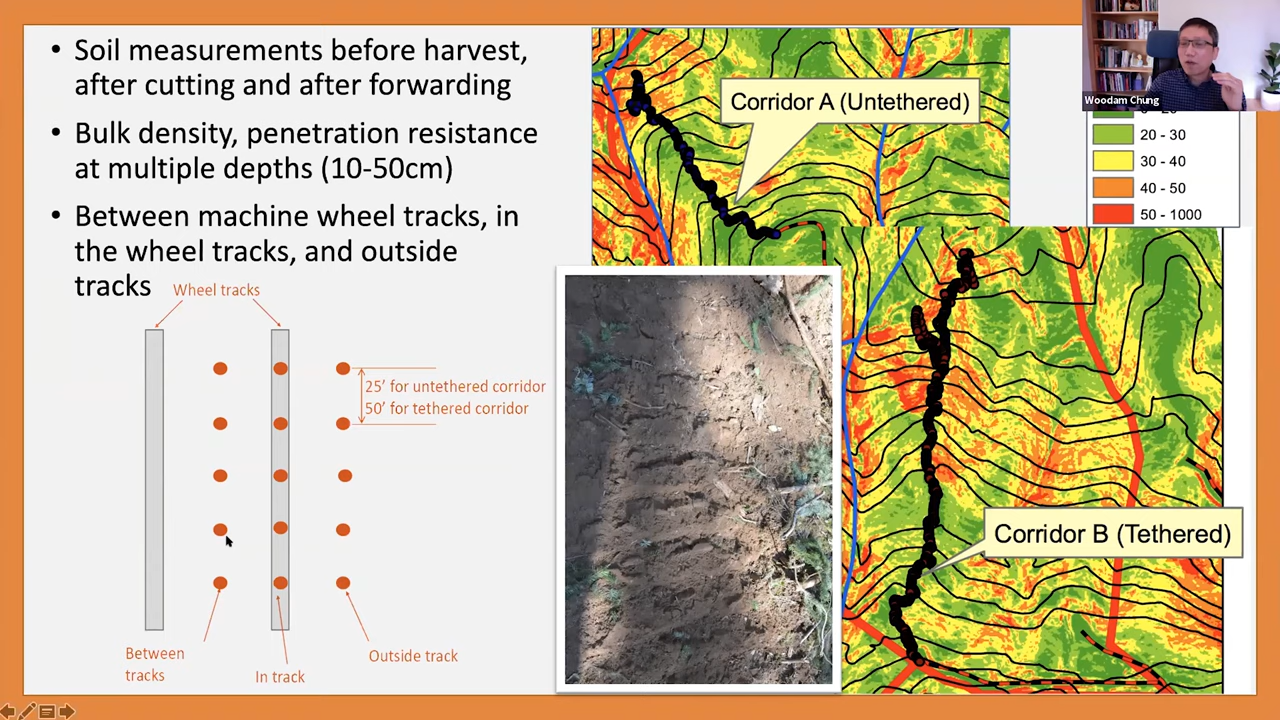 • Soil measurements before harvest,
after cutting and after forwarding
• Bulk density, penetration resistance
at multiple depths (10-50cm)
• Between machine wheel tracks, in
the wheel tracks, and outside
tracks
Wheel tracks
25’ for untethered corridor
50’ for tethered corridor
Between
tracks
In track
Outside track
Corridor A (Untethered)
Corridor B (Tethered)
Woodam Chung
20 - 30
30 - 40
40 - 50
50 - 1000